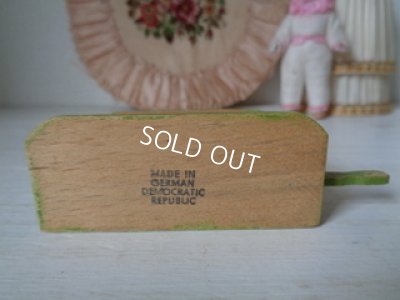 SOLD OUT
MADE IN
GERMAN
DEMOCRATIC
REPUBLIC